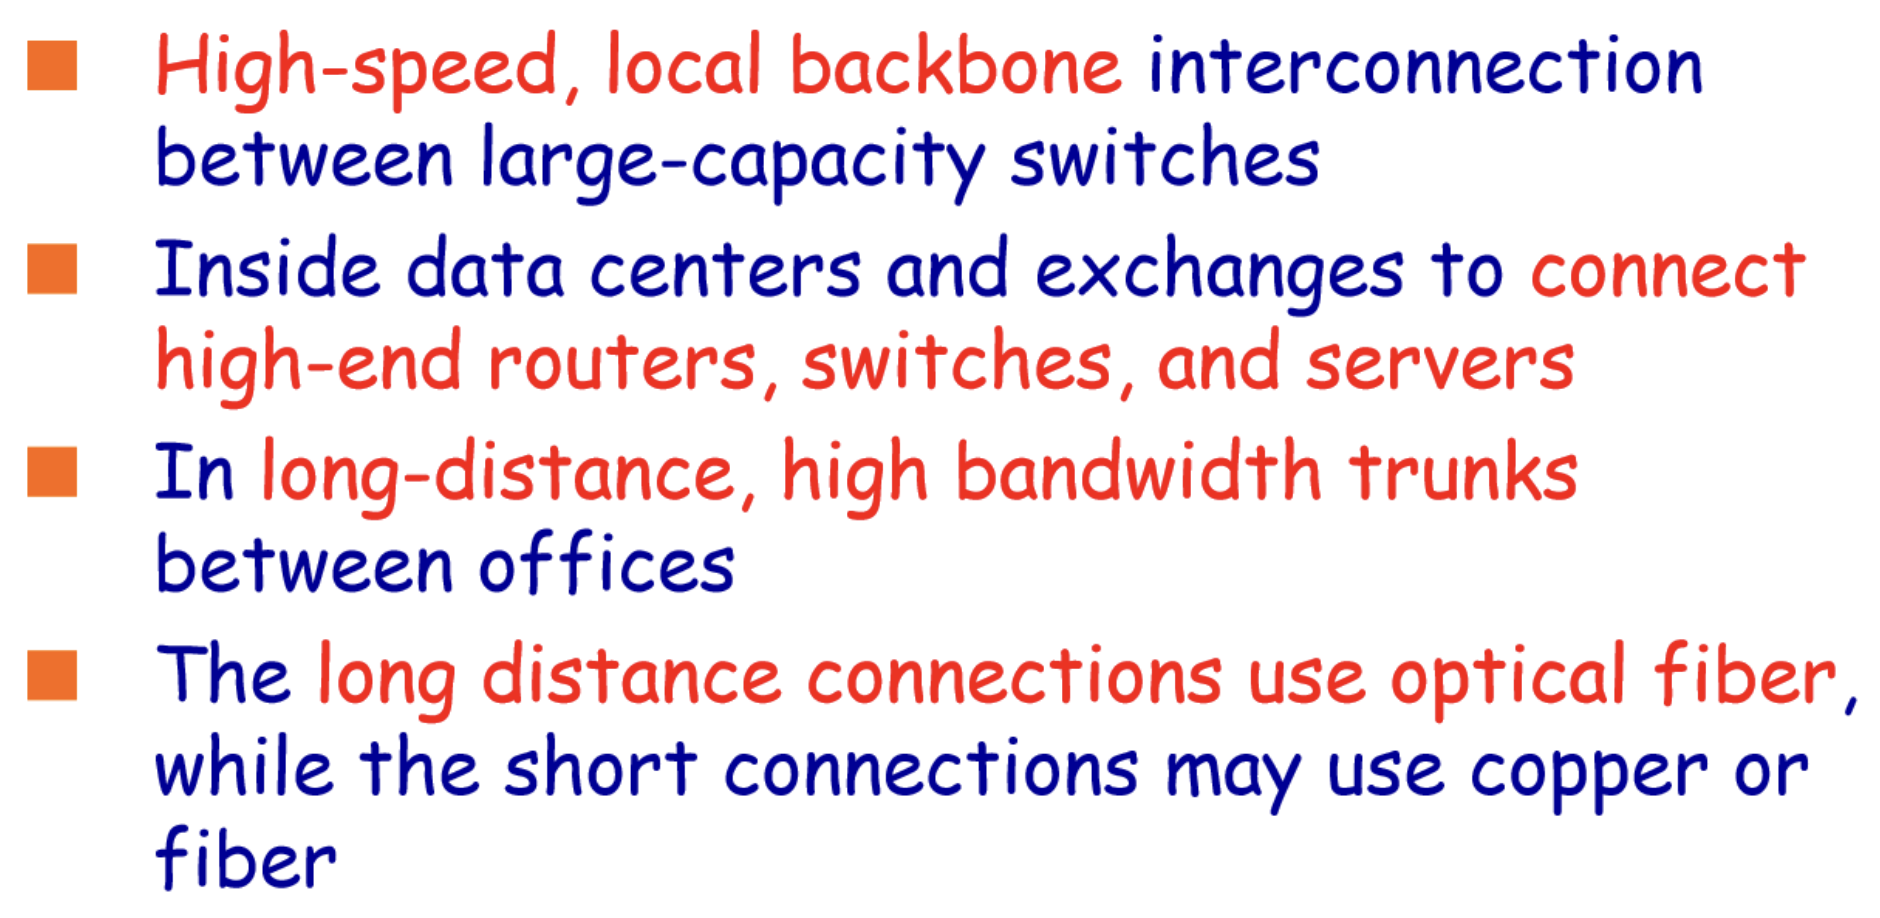 High-speed, local backbone interconnection
between large-capacity switches
Inside data centers and exchanges to connect
high-end routers, switches, and servers
In long-distance, high bandwidth trunks
between offices
The long distance connections use optical fiber,
while the short connections may use copper or
fiber